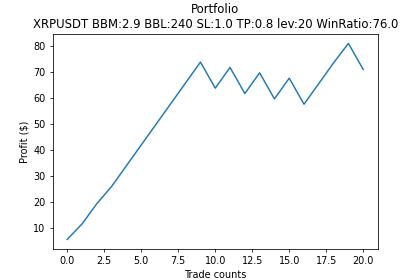 Portfolio
XRPUSDT BBM:2.9 BBL:240 SL:1.0 TP:0.8 lev:20 WinRatio:76.0
80
70
60
50
40
30
20
10
Profit ($)
0.0 2.5 5.0 7.5 10.0 12.5 15.0 17.5 20.0
Trade counts